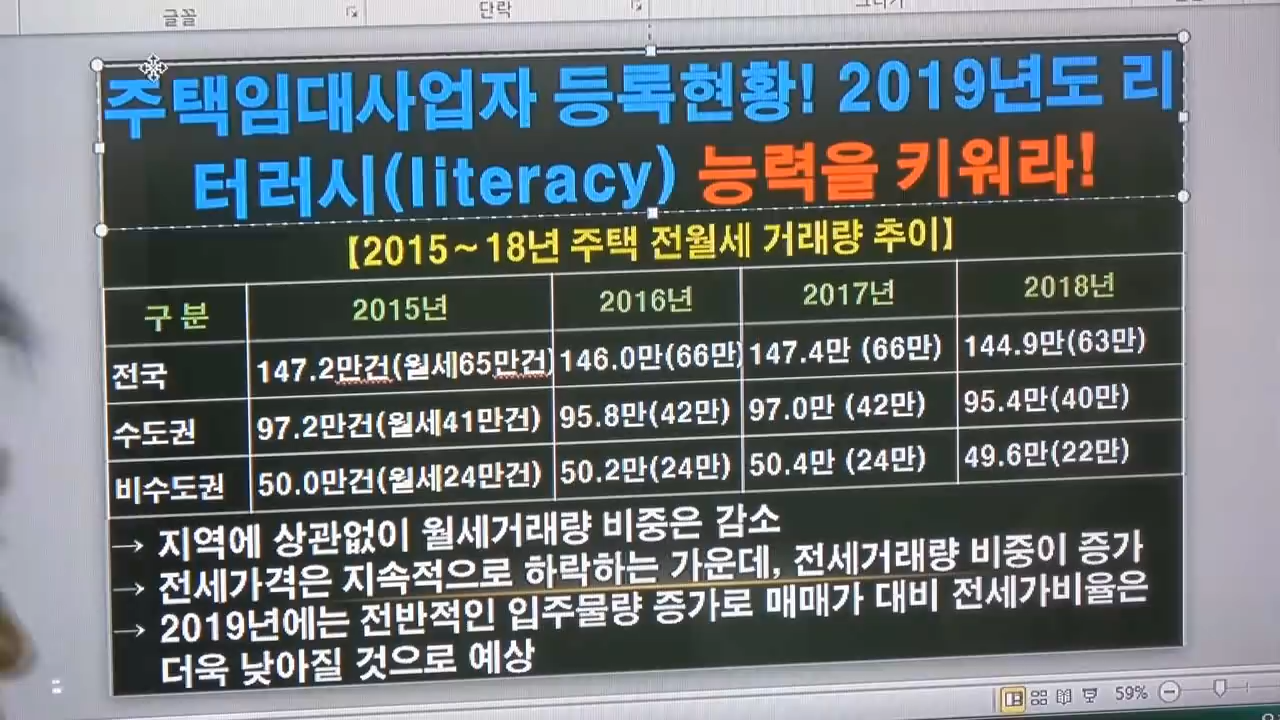 글꼴
단락
주택임대사업자 등록현황! 2019년도 리
터러시(literacy) 능력을 키워라!
【2015~18년 주택 전월세 거래량 추이】
구 분 2015년 2016년 2017년 2018년
전국 147.2만건(월세65만건) 146.0만(66만) 147.4만 (66만) 144.9만(63만)
수도권 97.2만건(월세41만건) 95.8만(42만) 97.0만 (42만) 95.4만(40만)
비수도권 50.0만건(월세24만건) 50.2만(24만) 50.4만 (24만) 49.6만(22만)
→ 지역에 상관없이 월세거래량 비중은 감소
→ 전세가격은 지속적으로 하락하는 가운데, 전세거래량 비중이 증가
→ 2019년에는 전반적인 입주물량 증가로 매매가 대비 전세가비율은
더욱 낮아질 것으로 예상
59%